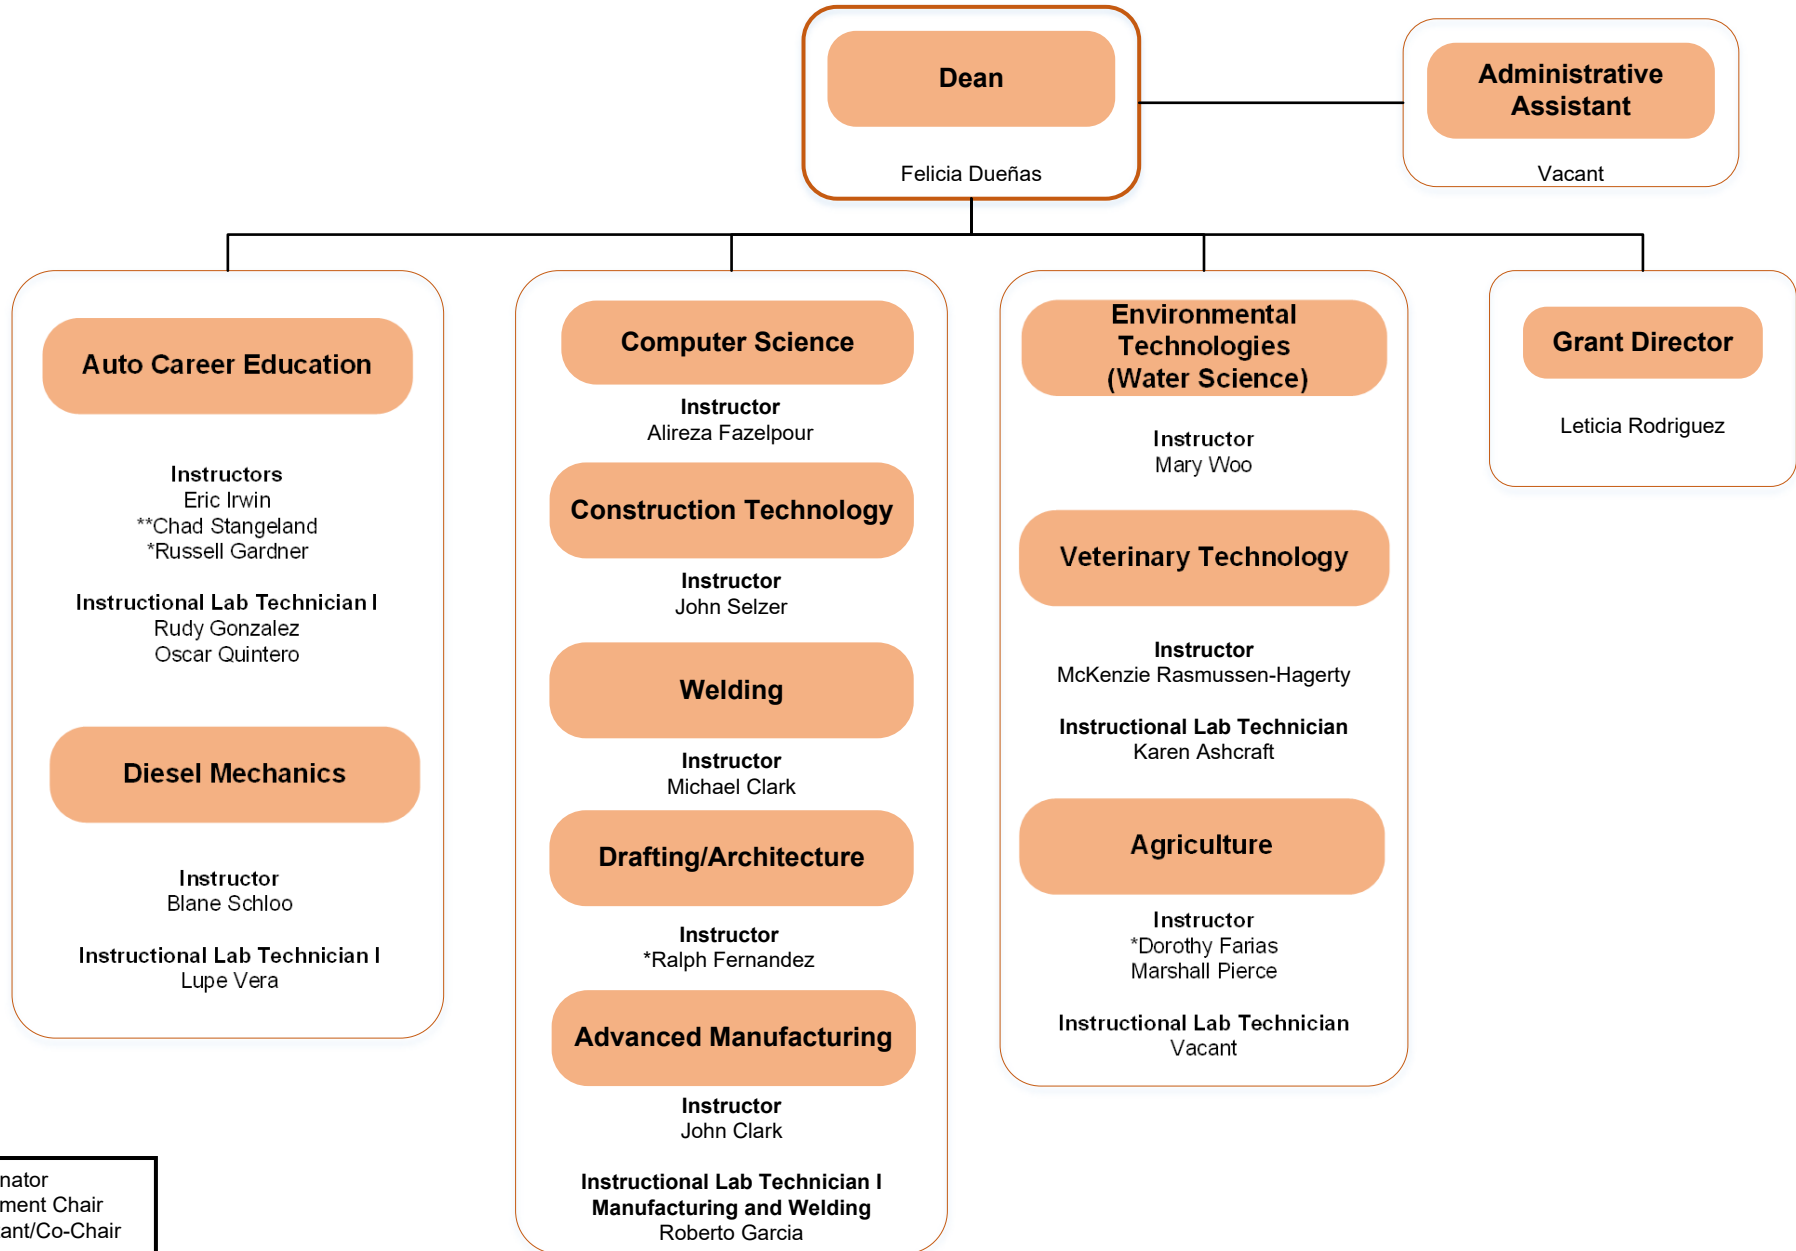 Dean
Felicia Dueñas
Administrative
Assistant
Vacant
Auto Career Education
Instructors
Eric Irwin
**Chad Stangeland
*Russell Gardner
Instructional Lab Technician I
Rudy Gonzalez
Oscar Quintero
Diesel Mechanics
Instructor
Blane Schloo
Instructional Lab Technician I
Lupe Vera
Computer Science
Instructor
Alireza Fazelpour
Construction Technology
Instructor
John Selzer
Welding
Instructor
Michael Clark
Drafting/Architecture
Instructor
*Ralph Fernandez
Advanced Manufacturing
Instructor
John Clark
Instructional Lab Technician I
Manufacturing and Welding
Roberto Garcia
Environmental
Technologies
(Water Science)
Instructor
Mary Woo
Veterinary Technology
Instructor
McKenzie Rasmussen-Hagerty
Instructional Lab Technician
Karen Ashcraft
Agriculture
Instructor
*Dorothy Farias
Marshall Pierce
Instructional Lab Technician
Vacant
Grant Director
Leticia Rodriguez
Chair
Co-Chair